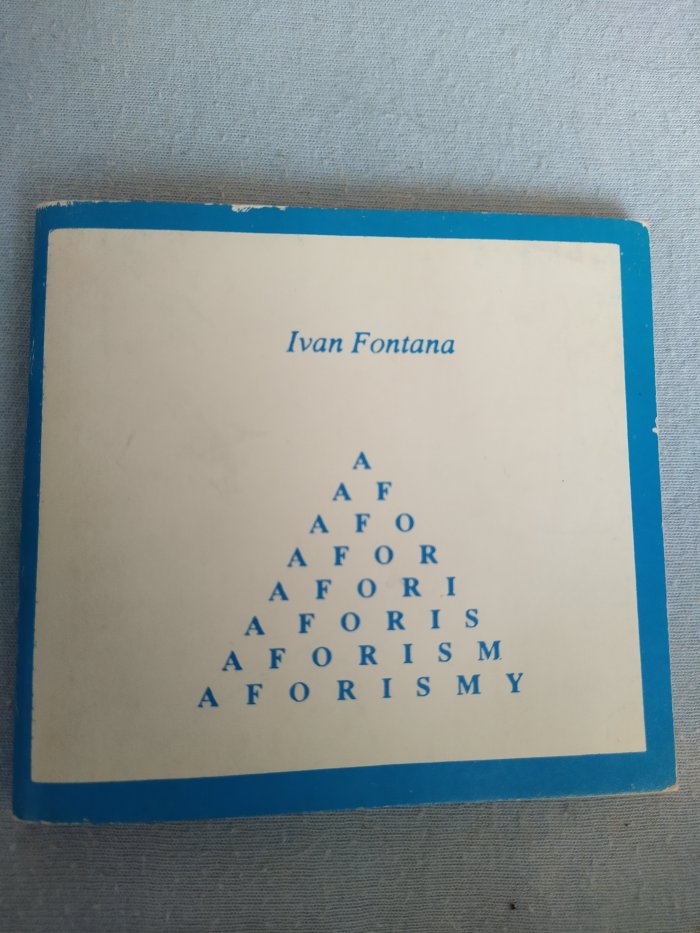 Ivan Fontana
A
A F
A F O
A F O R
A F O R I
A F O R I S
A F O R I S M
A F O R I S M Y